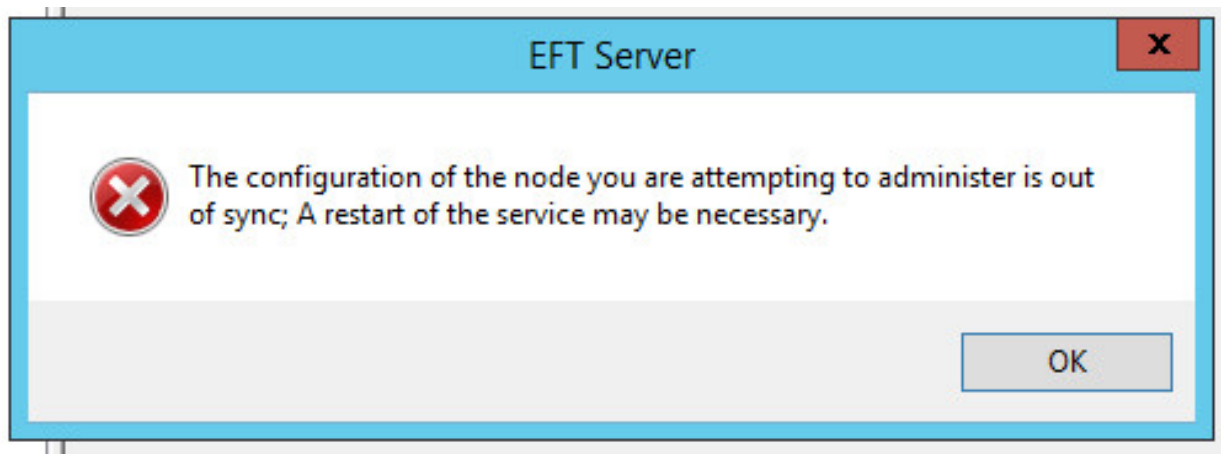 EFT Server
x
The configuration of the node you are attempting to administer is out
of sync; A restart of the service may be necessary.
OK